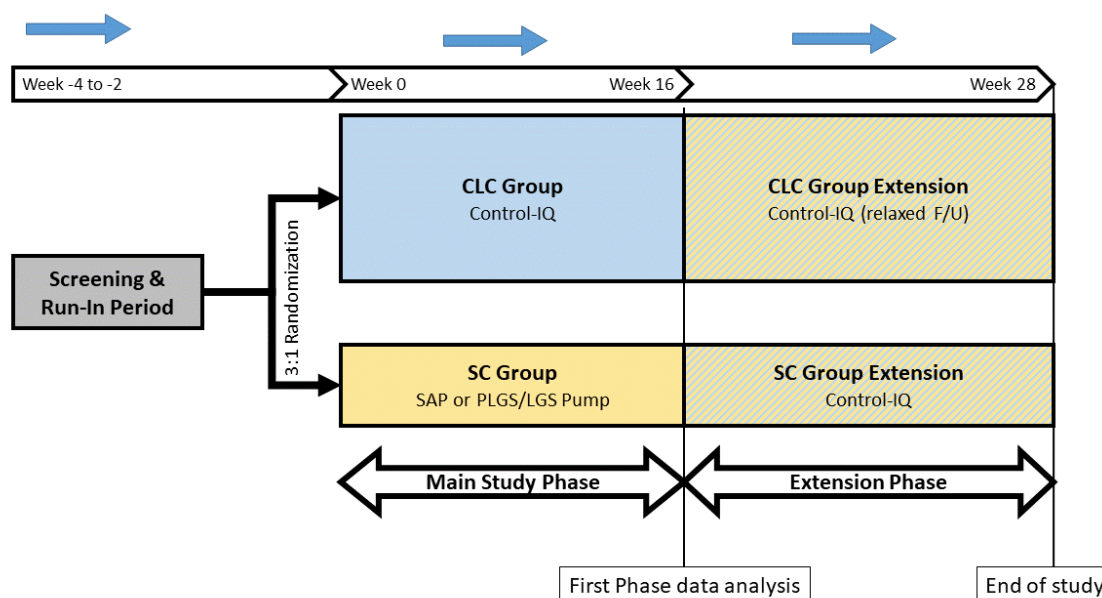 Week -4 to -2
Week 0
Week 16
Week 28
CLC Group
Control-IQ
CLC Group Extension
Control-IQ (relaxed F/U)
Screening &
Run-In Period
3:1 Randomization
SC Group
SAP or PLGS/LGS Pump
SC Group Extension
Control-IQ
Main Study Phase
Extension Phase
First Phase data analysis
End of study